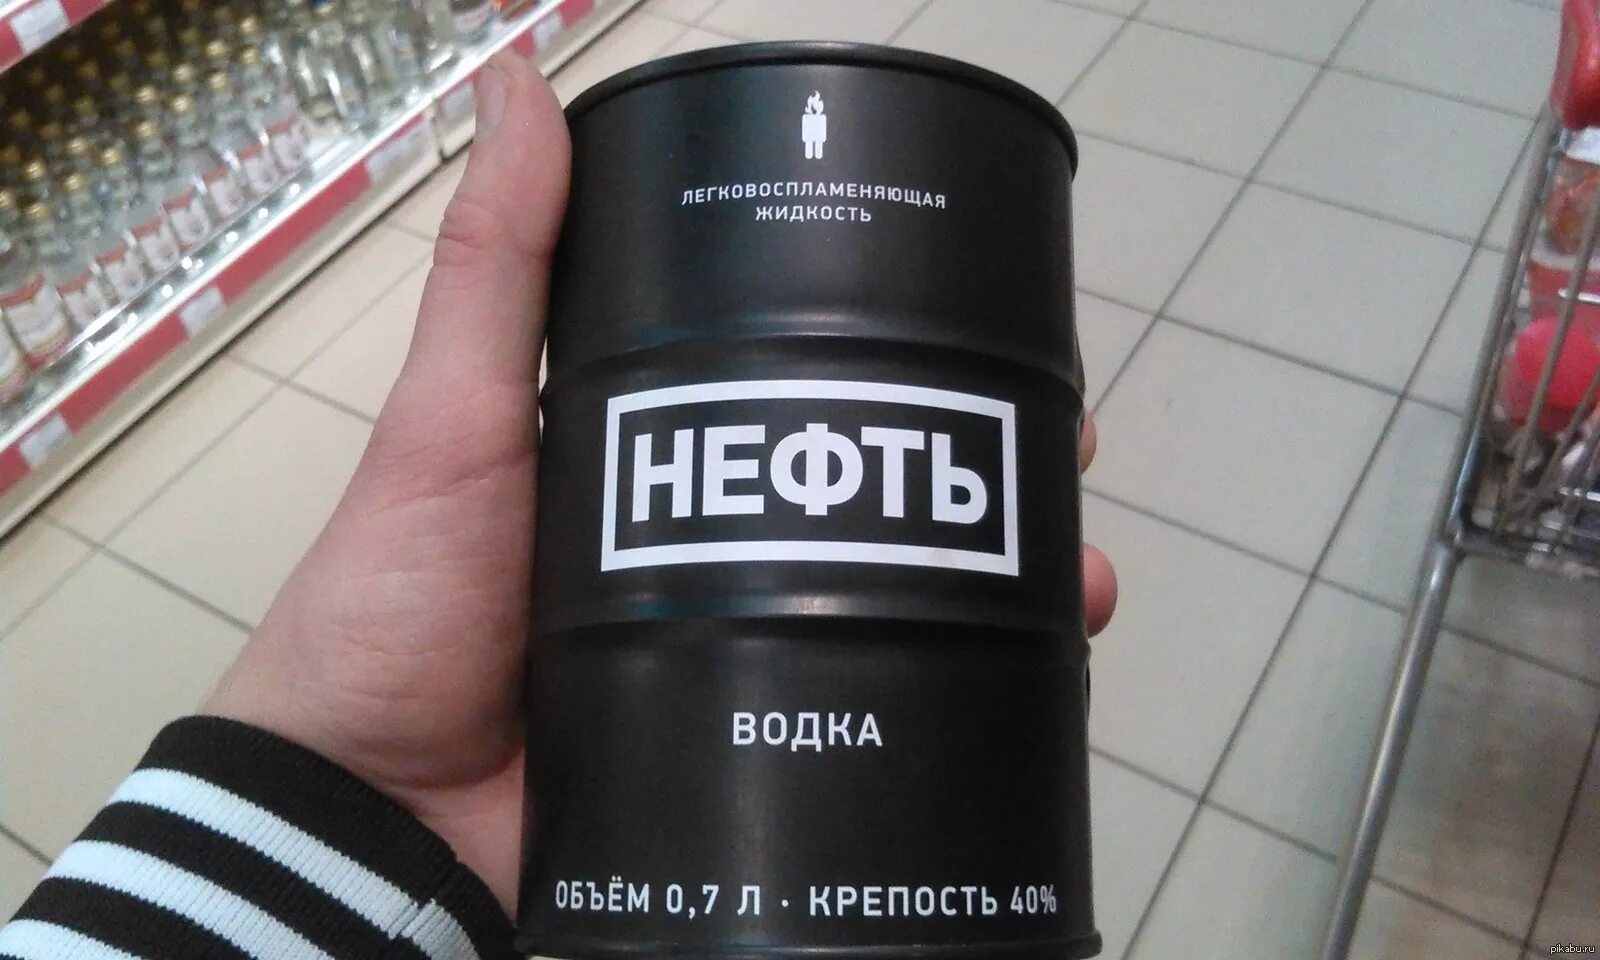 ЛЕГКОВОСПЛАМЕНЯЮЩАЯ
ЖИДКОСТЬ
НЕФТЬ
ВОДКА
ОБЪЁМ 0,7 Л · КРЕПОСТЬ 40%
pikabu.ru